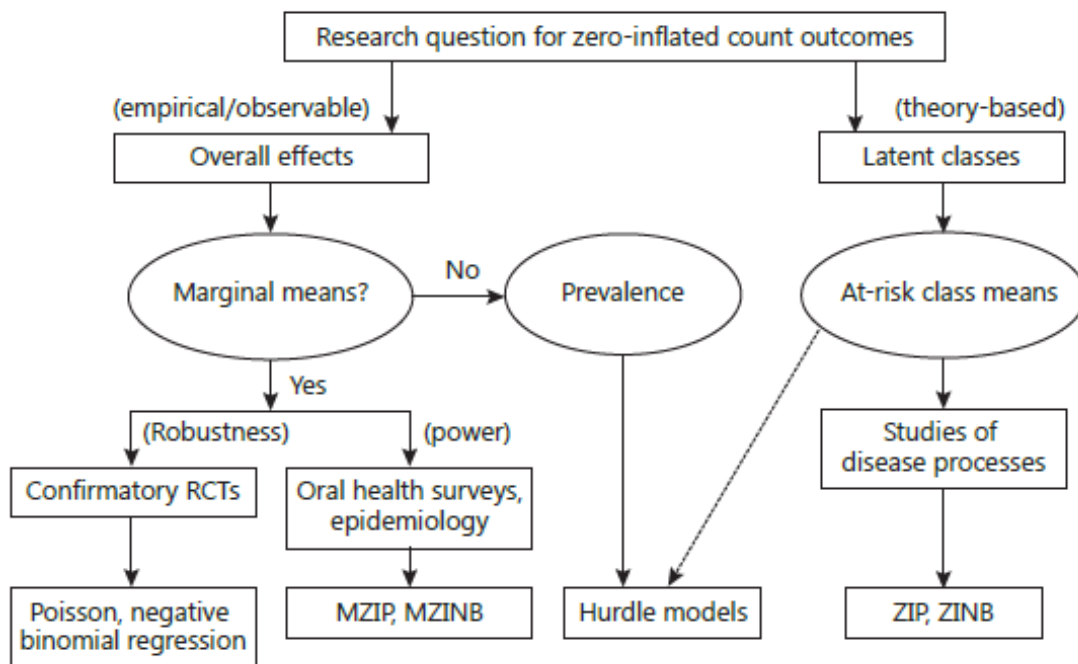 Research question for zero-inflated count outcomes
(empirical/observable)
(theory-based)
Overall effects
Latent classes
Marginal means?
No
Prevalence
At-risk class means
Yes
(Robustness)
(power)
Studies of
disease processes
Confirmatory RCTs
Oral health surveys,
epidemiology
Poisson, negative
binomial regression
MZIP, MZINB
Hurdle models
ZIP, ZINB